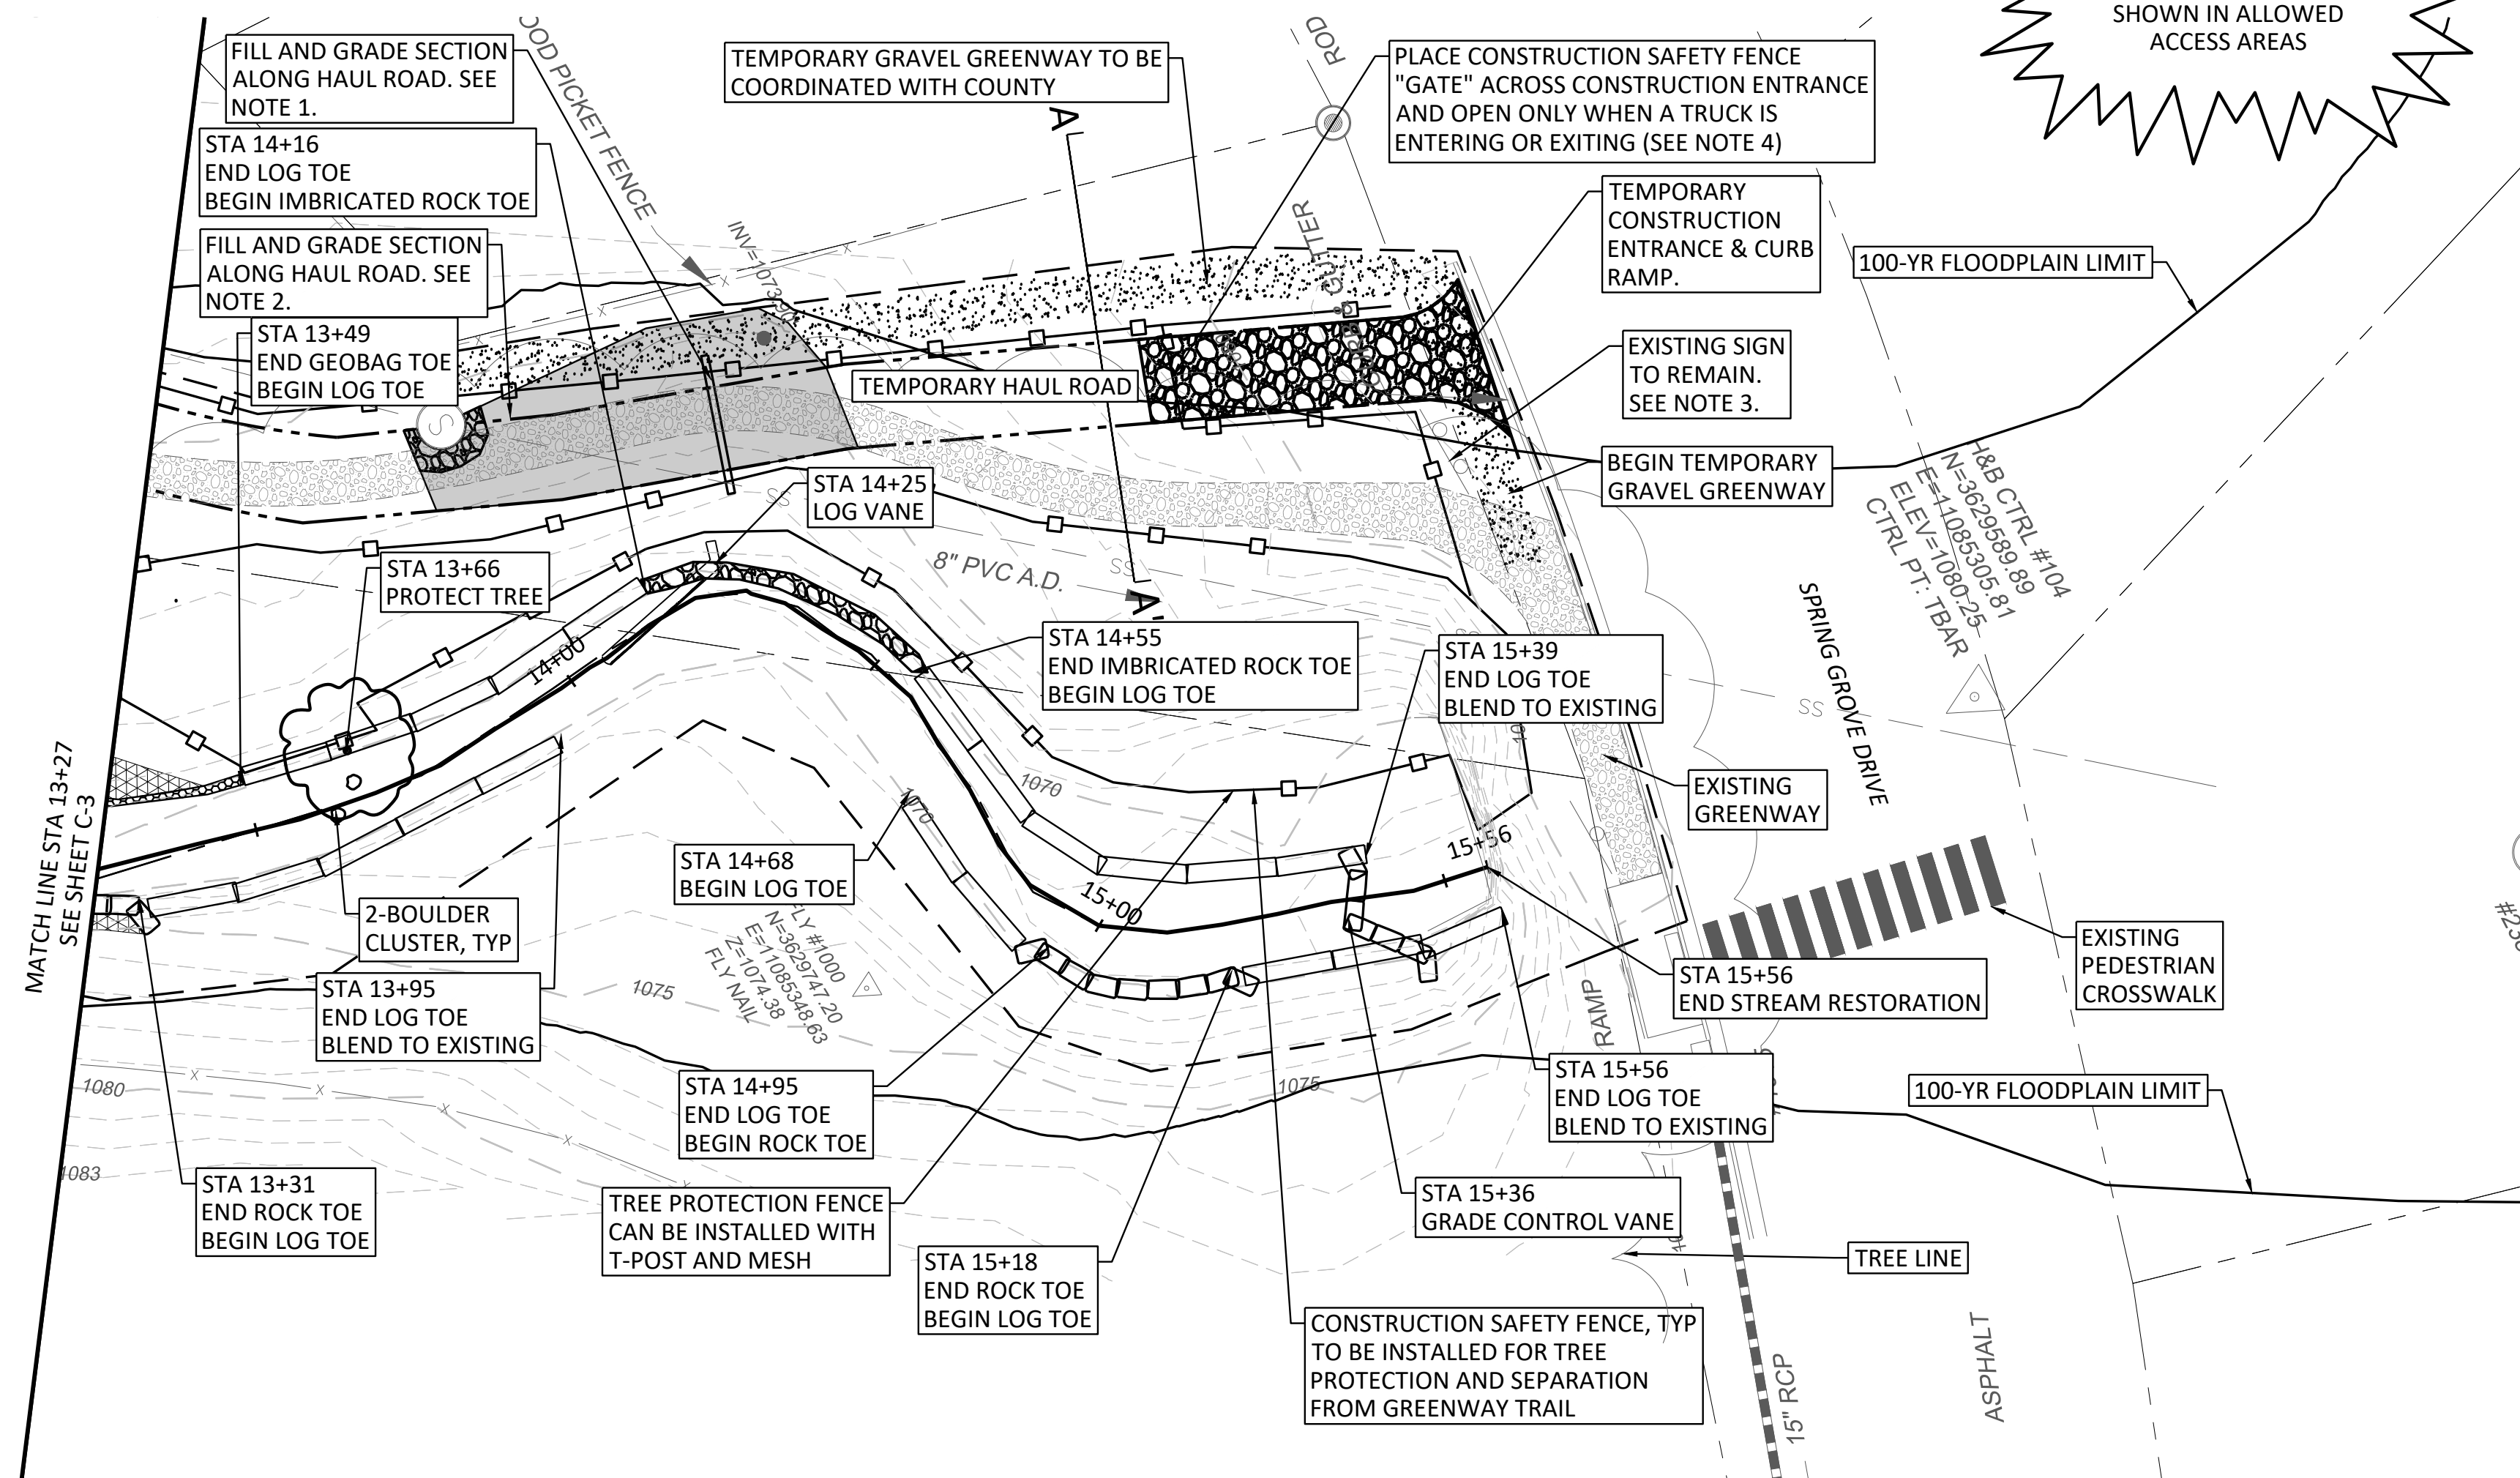 SHOWN IN ALLOWED
ACCESS AREAS
FILL AND GRADE SECTION
ALONG HAUL ROAD. SEE
NOTE 1.
OOD PICKET FENCE
TEMPORARY GRAVEL GREENWAY TO BE
COORDINATED WITH COUNTY
ROD
PLACE CONSTRUCTION SAFETY FENCE
"GATE" ACROSS CONSTRUCTION ENTRANCE
AND OPEN ONLY WHEN A TRUCK IS
ENTERING OR EXITING (SEE NOTE 4)
STA 14+16
END LOG TOE
BEGIN IMBRICATED ROCK TOE
A
TEMPORARY
CONSTRUCTION
ENTRANCE & CURB
RAMP.
FILL AND GRADE SECTION
ALONG HAUL ROAD. SEE
NOTE 2.
100-YR FLOODPLAIN LIMIT
STA 13+49
END GEOBAG TOE
BEGIN LOG TOE
S
TEMPORARY HAUL ROAD
EXISTING SIGN
TO REMAIN.
SEE NOTE 3.
BEGIN TEMPORARY
GRAVEL GREENWAY
STA 14+25
LOG VANE
SS
8" PVC A.D.
SS
A'
H&B CTRL #104
N=3629589.89
E=11085305.81
ELEV=1080.25
CTRL PT: TBAR
STA 13+66
PROTECT TREE
14+00
STA 14+55
END IMBRICATED ROCK TOE
BEGIN LOG TOE
STA 15+39
END LOG TOE
BLEND TO EXISTING
SS
SPRING GROVE DRIVE
MATCH LINE STA 13+27
SEE SHEET C-3
1070
1070
EXISTING
GREENWAY
15+56
STA 14+68
BEGIN LOG TOE
15+00
2-BOULDER
CLUSTER, TYP
FLY #1000
N=3629747.20
E=11085348.63
Z=1074.38
FLY NAIL
EXISTING
PEDESTRIAN
CROSSWALK
STA 15+56
END STREAM RESTORATION
STA 13+95
END LOG TOE
BLEND TO EXISTING
1075
RAMP
1080
STA 14+95
END LOG TOE
BEGIN ROCK TOE
1075
STA 15+56
END LOG TOE
BLEND TO EXISTING
100-YR FLOODPLAIN LIMIT
1083
STA 13+31
END ROCK TOE
BEGIN LOG TOE
TREE PROTECTION FENCE
CAN BE INSTALLED WITH
T-POST AND MESH
STA 15+36
GRADE CONTROL VANE
STA 15+18
END ROCK TOE
BEGIN LOG TOE
TREE LINE
CONSTRUCTION SAFETY FENCE, TYP
TO BE INSTALLED FOR TREE
PROTECTION AND SEPARATION
FROM GREENWAY TRAIL
15" RCP
ASPHALT